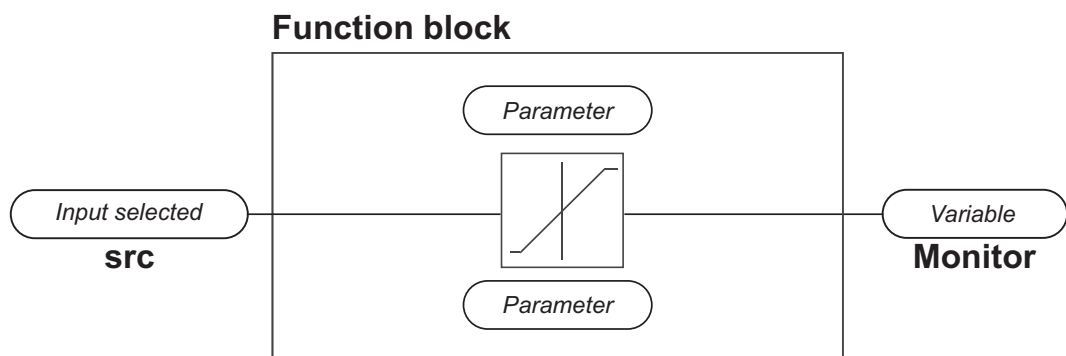 Function block
Parameter
Input selected
src
Variable
Monitor
Parameter